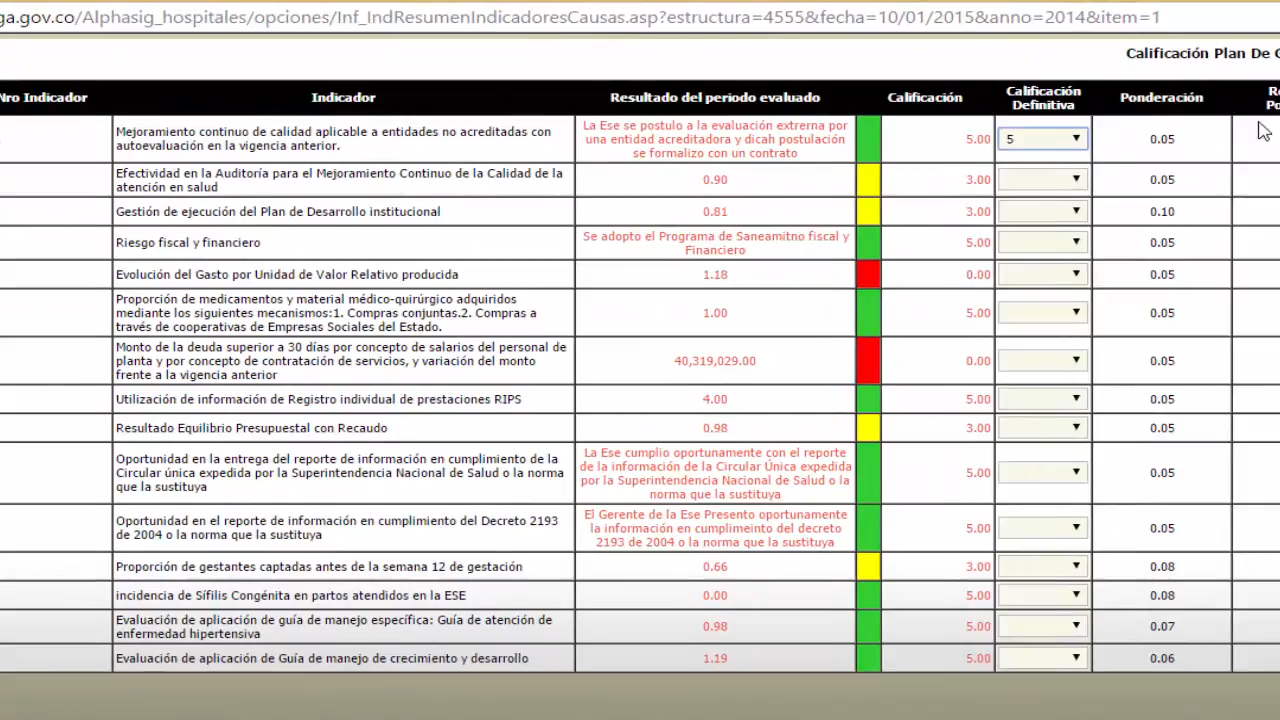 ga.gov.co/Alphasig_hospitales/opciones/Inf_IndResumenIndicadoresCausas.asp?estructura=4555&fecha=10/01/2015&anno=2014&item=1
Calificación Plan De
Nro Indicador Indicador Resultado del periodo evaluado Calificación Calificación Definitiva Ponderación
Mejoramiento continuo de calidad aplicable a entidades no acreditadas con
autoevaluación en la vigencia anterior.
La Ese se postulo a la evaluación extrerna por
una entidad acreditadora y dicah postulación
se formalizo con un contrato
5.00 5 0.05
Efectividad en la Auditoría para el Mejoramiento Continuo de la Calidad de la
atención en salud
0.90 3.00 0.05
Gestión de ejecución del Plan de Desarrollo institucional 0.81 3.00 0.10
Riesgo fiscal y financiero
Se adopto el Programa de Saneamitno fiscal y
Financiero
5.00 0.05
Evolución del Gasto por Unidad de Valor Relativo producida 1.18 0.00 0.05
Proporción de medicamentos y material médico-quirúrgico adquiridos
mediante los siguientes mecanismos:1. Compras conjuntas.2. Compras a
través de cooperativas de Empresas Sociales del Estado.
1.00 5.00 0.05
Monto de la deuda superior a 30 días por concepto de salarios del personal de
planta y por concepto de contratación de servicios, y variación del monto
frente a la vigencia anterior
40,319,029.00 0.00 0.05
Utilización de información de Registro individual de prestaciones RIPS 4.00 5.00 0.05
Resultado Equilibrio Presupuestal con Recaudo 0.98 3.00 0.05
Oportunidad en la entrega del reporte de información en cumplimiento de la
Circular única expedida por la Superintendencia Nacional de Salud o la norma
que la sustituya
La Ese cumplio oportunamente con el reporte
de la información de la Circular Única expedida
por la Superintendencia Nacional de Salud o la
norma que la sustituya
5.00 0.05
Oportunidad en el reporte de información en cumplimiento del Decreto 2193
de 2004 o la norma que la sustituya
El Gerente de la Ese Presento oportunamente
la información en cumplimeinto del decreto
2193 de 2004 o la norma que la sustituya
5.00 0.05
Proporción de gestantes captadas antes de la semana 12 de gestación 0.66 3.00 0.08
incidencia de Sífilis Congénita en partos atendidos en la ESE 0.00 5.00 0.08
Evaluación de aplicación de guía de manejo específica: Guía de atención de
enfermedad hipertensiva
0.98 5.00 0.07
Evaluación de aplicación de Guía de manejo de crecimiento y desarrollo 1.19 5.00 0.06